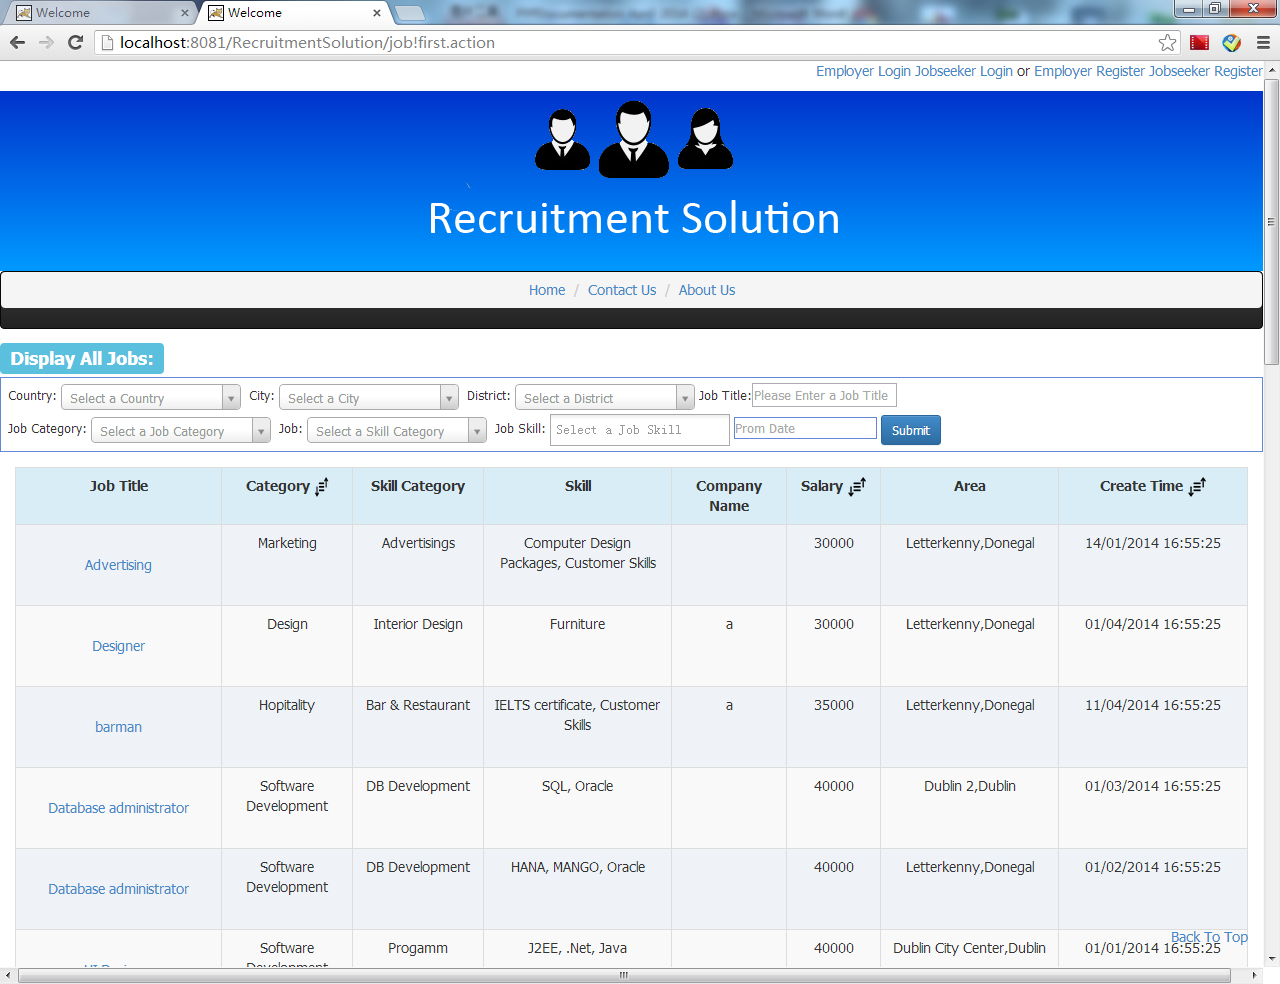 Welcome
Welcome
localhost:8081/RecruitmentSolution/job!first.action
Employer Login Jobseeker Login or Employer Register Jobseeker Register
Recruitment Solution
Home / Contact Us / About Us
Display All Jobs:
Country: Select a Country City: Select a City District: Select a District Job Title: Please Enter a Job Title
Job Category: Select a Job Category Job: Select a Skill Category Job Skill: Select a Job Skill Prom Date Submit
Job Title Category Skill Category Skill Company Name Salary Area Create Time
Advertising Marketing Advertisings Computer Design Packages, Customer Skills 30000 Letterkenny,Donegal 14/01/2014 16:55:25
Designer Design Interior Design Furniture a 30000 Letterkenny,Donegal 01/04/2014 16:55:25
barman Hopitality Bar & Restaurant IELTS certificate, Customer Skills a 35000 Letterkenny,Donegal 11/04/2014 16:55:25
Database administrator Software Development DB Development SQL, Oracle 40000 Dublin 2,Dublin 01/03/2014 16:55:25
Database administrator Software Development DB Development HANA, MANGO, Oracle 40000 Letterkenny,Donegal 01/02/2014 16:55:25
Software Development Progamm J2EE, .Net, Java 40000 Dublin City Center,Dublin 01/01/2014 16:55:25
Back To Top